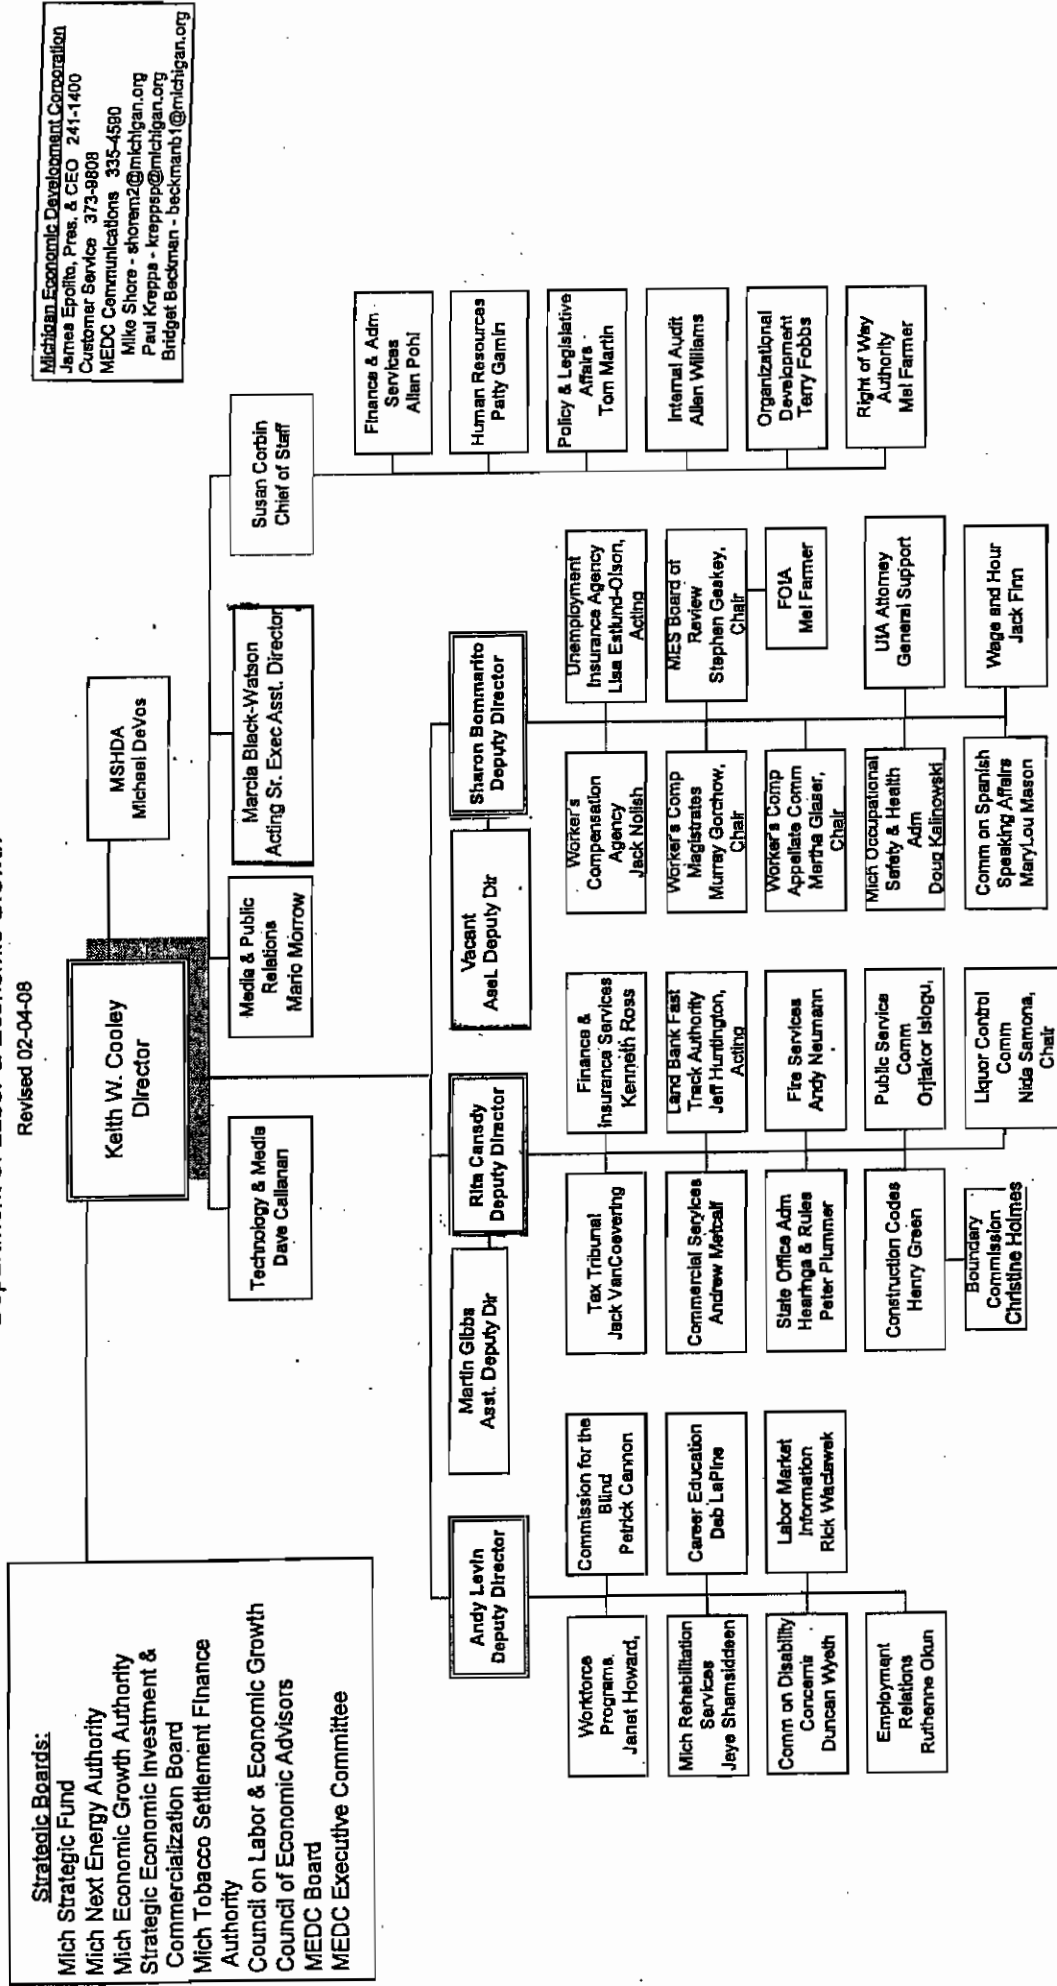 Revised 02-04-08
Michigan Economic Development Corporation
James Epolito, Pres. & CEO 241-1400
Customer Service 373-9808
MEDC Communications 335-4590
Mike Shore - shorem2@michigan.org
Paul Krepps - kreppsp@michigan.org
Bridget Beckman - beckmanb1@michigan.org
Strategic Boards:
Mich Strategic Fund
Mich Next Energy Authority
Mich Economic Growth Authority
Strategic Economic Investment &
Commercialization Board
Mich Tobacco Settlement Finance
Authority
Council on Labor & Economic Growth
Council of Economic Advisors
MEDC Board
MEDC Executive Committee
Keith W. Cooley
Director
MSHDA
Michael DeVos
Technology & Media
Dave Callanan
Media & Public
Relations
Mario Morrow
Marcia Black-Watson
Acting Sr. Exec Asst. Director
Susan Corbin
Chief of Staff
Finance & Adm
Services
Allan Pohl
Human Resources
Patty Gamin
Policy & Legislative
Affairs
Tom Martin
Internal Audit
Allen Williams
Organizational
Development
Terry Fobbs
Right of Way
Authority
Mel Farmer
Andy Levin
Deputy Director
Martin Gibbs
Asst. Deputy Dir
Rita Cansdy
Deputy Director
Vacant
Asst. Deputy Dir
Sharon Bommarito
Deputy Director
Workforce
Programs,
Janet Howard,
Commission for the
Blind
Patrick Cannon
Mich Rehabilitation
Services
Jaye Shamsiddeen
Career Education
Deb LaPine
Comm on Disability
Concerns
Duncan Wyeth
Labor Market
Information
Rick Waclawek
Employment
Relations
Ruthanne Okun
Tax Tribunal
Jack VanCoevering
Finance &
Insurance Services
Kenneth Ross
Commercial Services
Andrew Metcalf
Land Bank Fast
Track Authority
Jeff Huntington,
Acting
State Office Adm
Hearings & Rules
Peter Plummer
Fire Services
Andy Neumann
Construction Codes
Henry Green
Public Service
Comm
Orjiakor Isiogu,
Boundary
Commission
Christine Holmes
Liquor Control
Comm
Nida Samona,
Chair
Worker's
Compensation
Agency
Jack Nolish
Unemployment
Insurance Agency
Lisa Estlund-Olson,
Acting
Worker's Comp
Magistrates
Murray Gorchow,
Chair
MES Board of
Review
Stephen Geskey,
Chair
FOIA
Mel Farmer
Worker's Comp
Appellate Comm
Martha Glaser,
Chair
Mich Occupational
Safety & Health
Adm
Doug Kalinowski
UIA Attorney
General Support
Comm on Spanish
Speaking Affairs
MaryLou Mason
Wage and Hour
Jack Finn